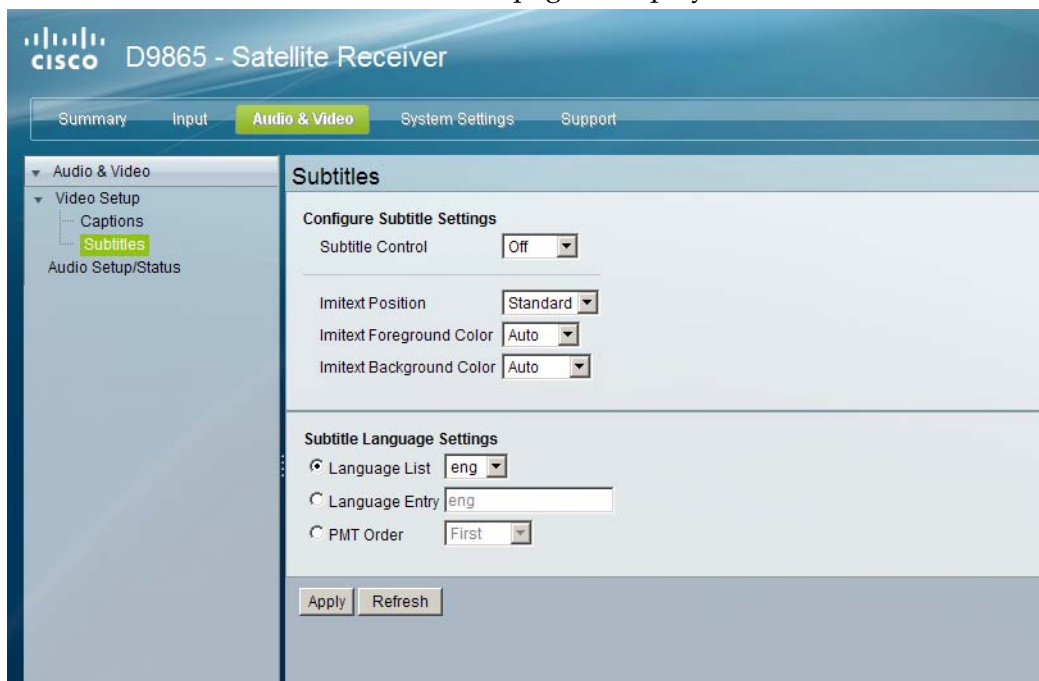 cisco D9865 - Satellite Receiver
Summary Input Audio & Video System Settings Support
Audio & Video
Video Setup
Captions
Subtitles
Audio Setup/Status
Subtitles
Configure Subtitle Settings
Subtitle Control Off
Imitext Position Standard
Imitext Foreground Color Auto
Imitext Background Color Auto
Subtitle Language Settings
Language List eng
Language Entry eng
PMT Order First
Apply Refresh